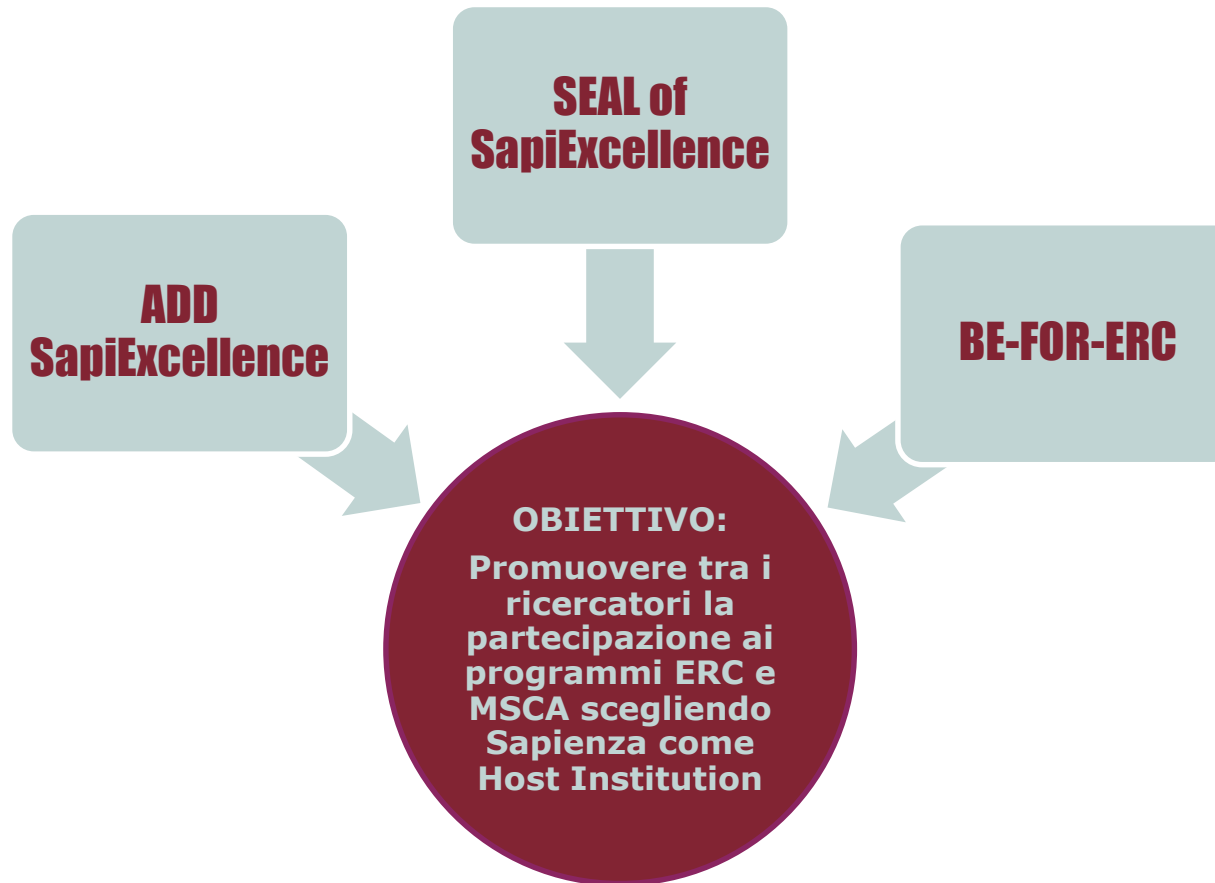 SEAL of
SapiExcellence
ADD
SapiExcellence
BE-FOR-ERC
OBIETTIVO:
Promuovere tra i
ricercatori la
partecipazione ai
programmi ERC e
MSCA scegliendo
Sapienza come
Host Institution